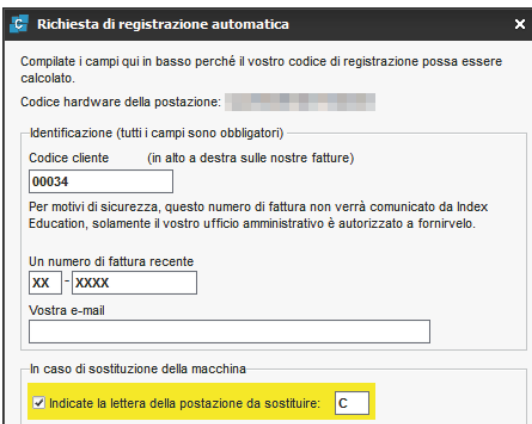 C Richiesta di registrazione automatica ×
Compilate i campi qui in basso perché il vostro codice di registrazione possa essere
calcolato.
Codice hardware della postazione:
Identificazione (tutti i campi sono obbligatori)
Codice cliente (in alto a destra sulle nostre fatture)
00034
Per motivi di sicurezza, questo numero di fattura non verrà comunicato da Index
Education, solamente il vostro ufficio amministrativo è autorizzato a fornirvelo.
Un numero di fattura recente
XX - XXXX
Vostra e-mail
In caso di sostituzione della macchina
Indicate la lettera della postazione da sostituire: C